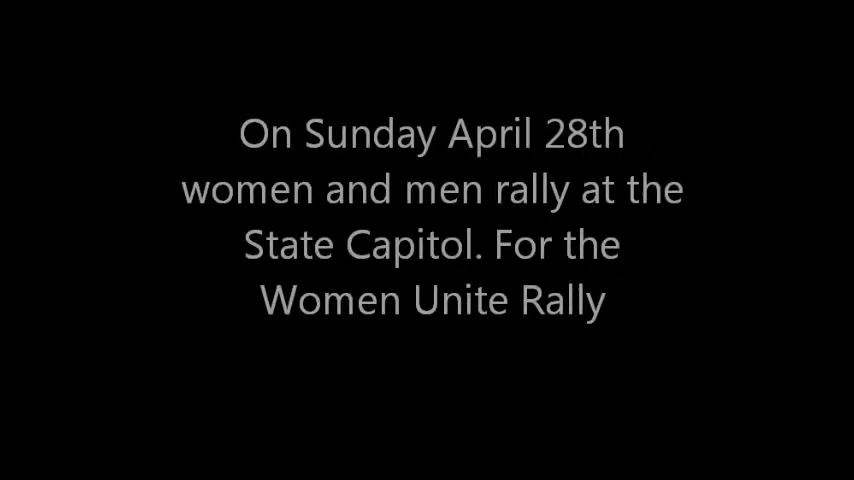 On Sunday April 28th
women and men rally at the
State Capitol. For the
Women Unite Rally